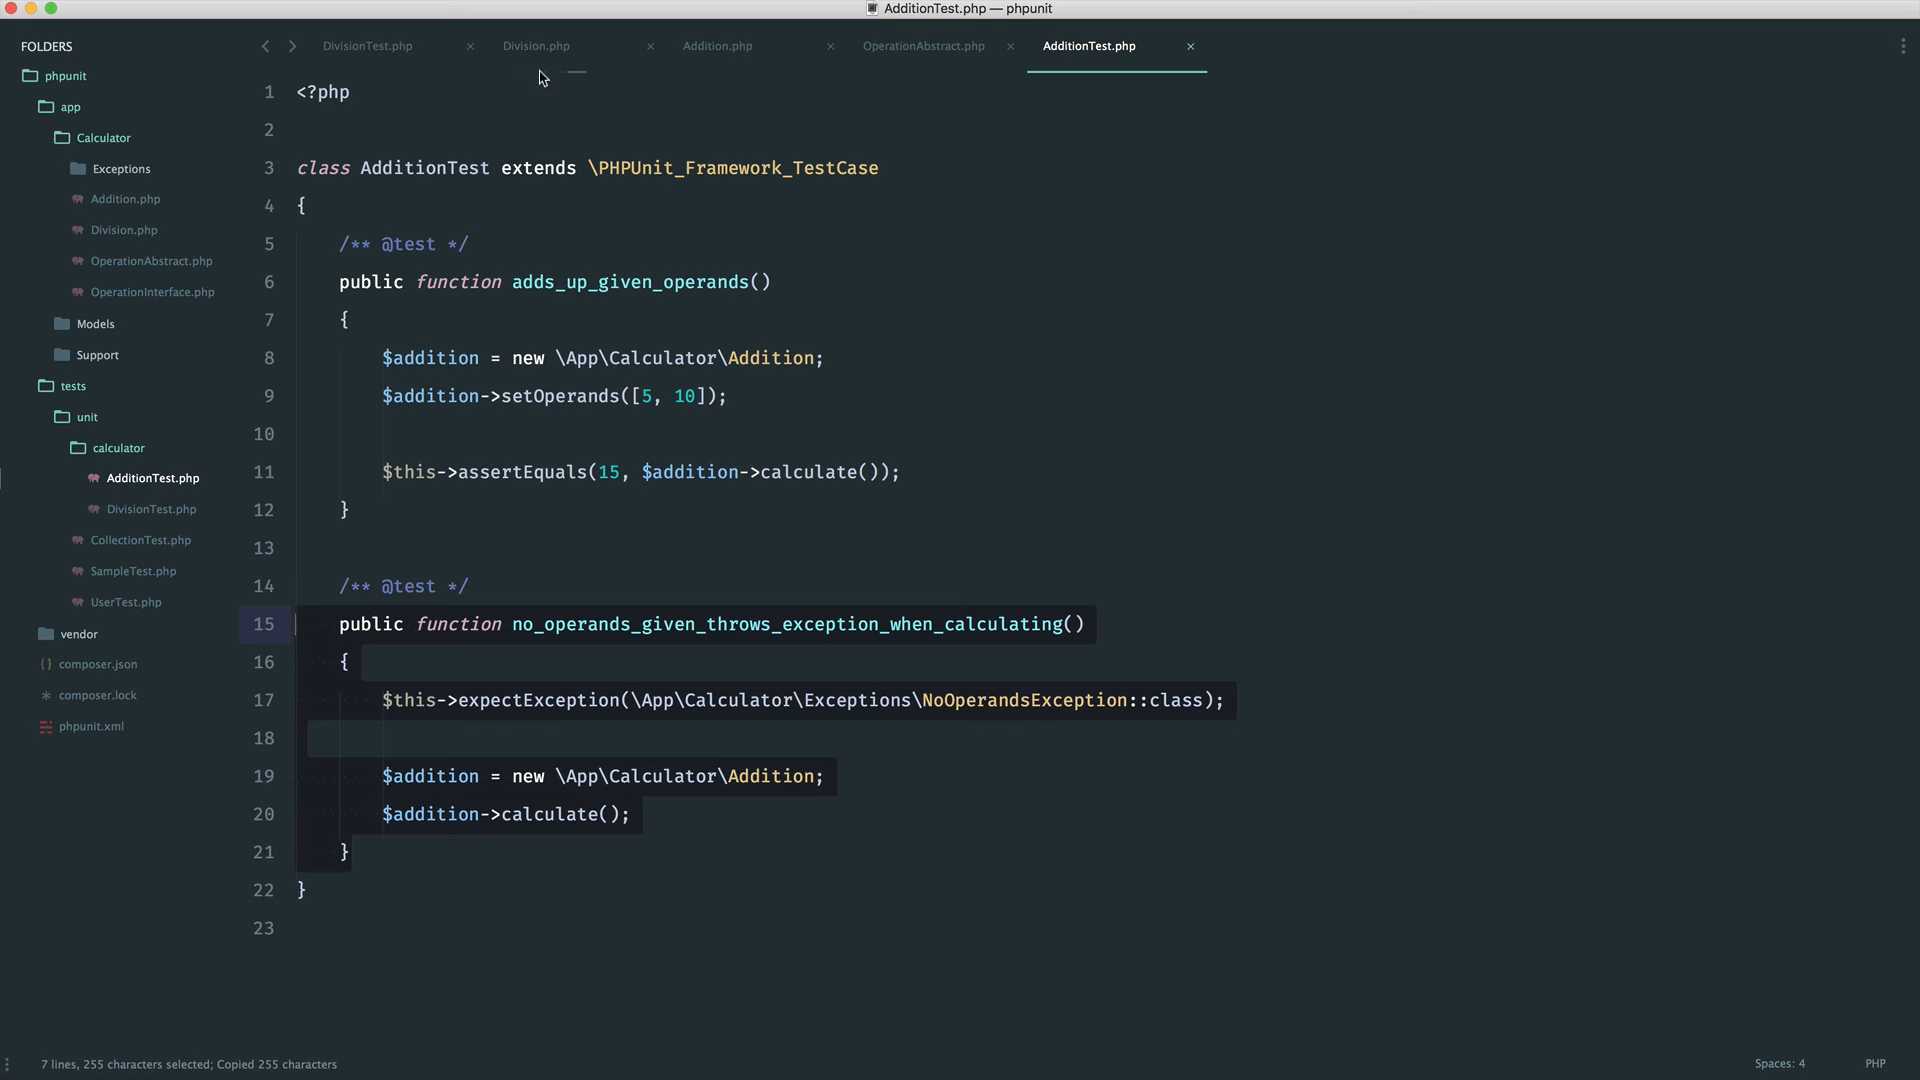 AdditionTest.php — phpunit
FOLDERS
phpunit
app
Calculator
Exceptions
Addition.php
Division.php
OperationAbstract.php
OperationInterface.php
Models
Support
tests
unit
calculator
AdditionTest.php
DivisionTest.php
CollectionTest.php
SampleTest.php
UserTest.php
vendor
composer.json
composer.lock
phpunit.xml
DivisionTest.php × Division.php × Addition.php × OperationAbstract.php × AdditionTest.php ×
1 <?php
2
3 class AdditionTest extends \PHPUnit_Framework_TestCase
4 {
5 /** @test */
6 public function adds_up_given_operands()
7 {
8 $addition = new \App\Calculator\Addition;
9 $addition->setOperands([5, 10]);
10
11 $this->assertEquals(15, $addition->calculate());
12 }
13
14 /** @test */
15 public function no_operands_given_throws_exception_when_calculating()
16 {
17 $this->expectException(\App\Calculator\Exceptions\NoOperandsException::class);
18
19 $addition = new \App\Calculator\Addition;
20 $addition->calculate();
21 }
22 }
23
7 lines, 255 characters selected; Copied 255 characters
Spaces: 4 PHP